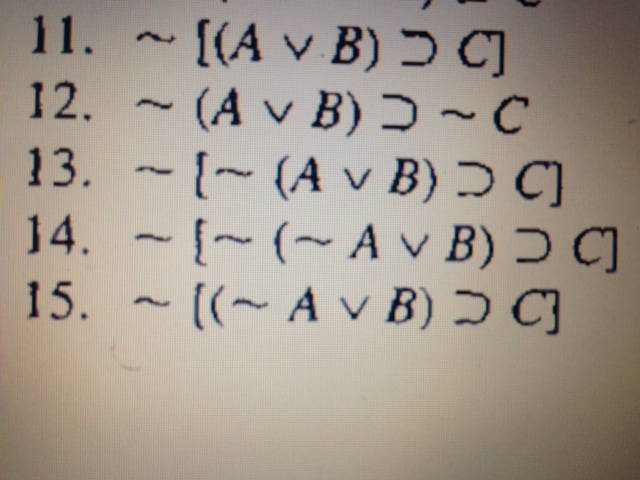 11. ~ [(A ∨ B) ⊃ C]
12. ~ (A ∨ B) ⊃ ~ C
13. ~ [~ (A ∨ B) ⊃ C]
14. ~ [~ (~ A ∨ B) ⊃ C]
15. ~ [(~ A ∨ B) ⊃ C]